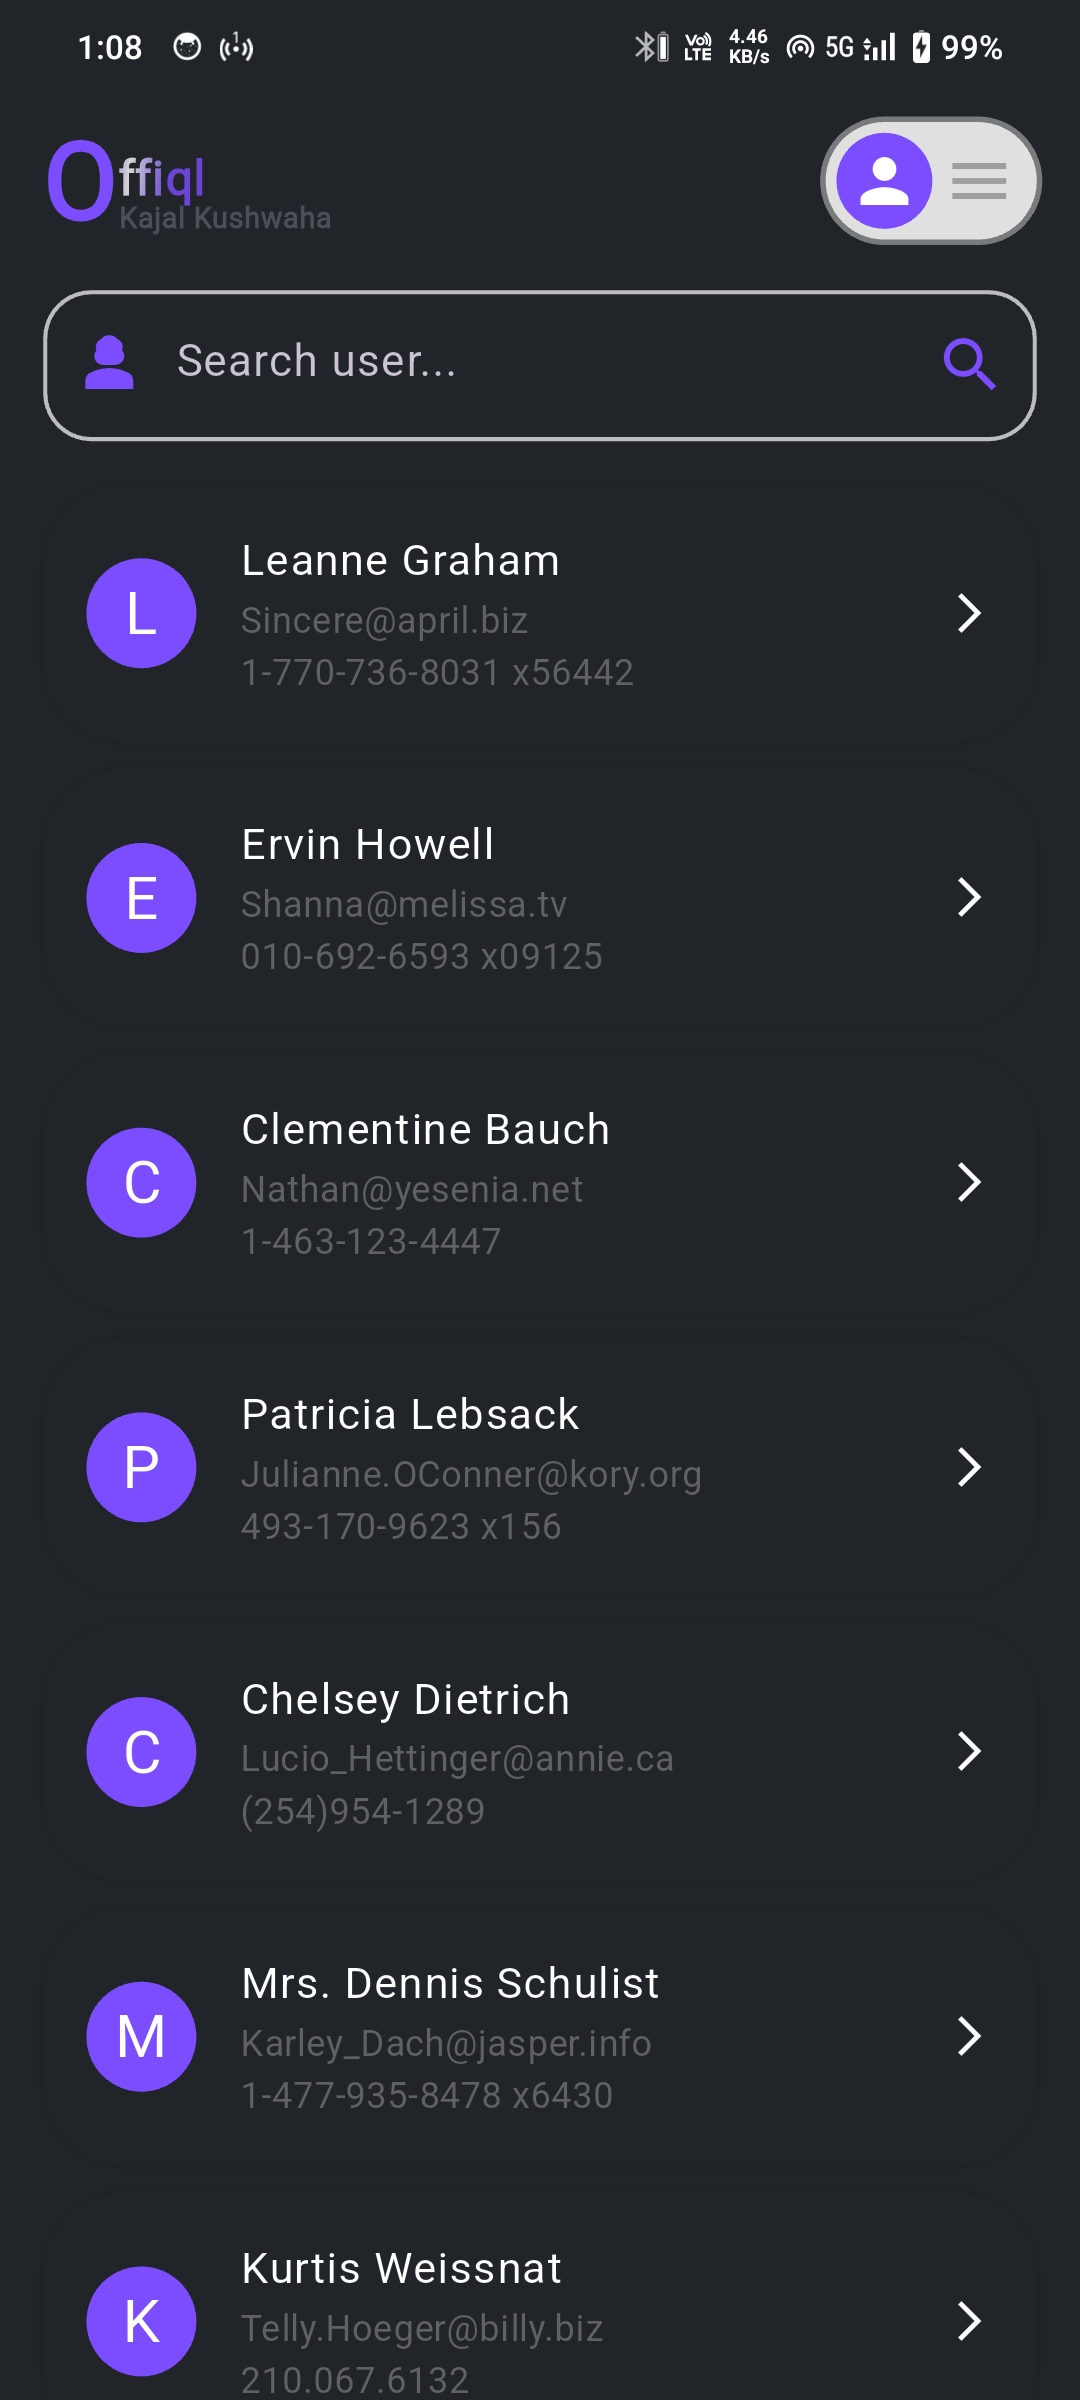 1:08
1
Vo)) LTE
4.46 KB/s
5G
99%
Offiql
Kajal Kushwaha
Search user...
L
Leanne Graham
Sincere@april.biz
1-770-736-8031 x56442
E
Ervin Howell
Shanna@melissa.tv
010-692-6593 x09125
C
Clementine Bauch
Nathan@yesenia.net
1-463-123-4447
P
Patricia Lebsack
Julianne.OConner@kory.org
493-170-9623 x156
C
Chelsey Dietrich
Lucio_Hettinger@annie.ca
(254)954-1289
M
Mrs. Dennis Schulist
Karley_Dach@jasper.info
1-477-935-8478 x6430
K
Kurtis Weissnat
Telly.Hoeger@billy.biz
210.067.6132